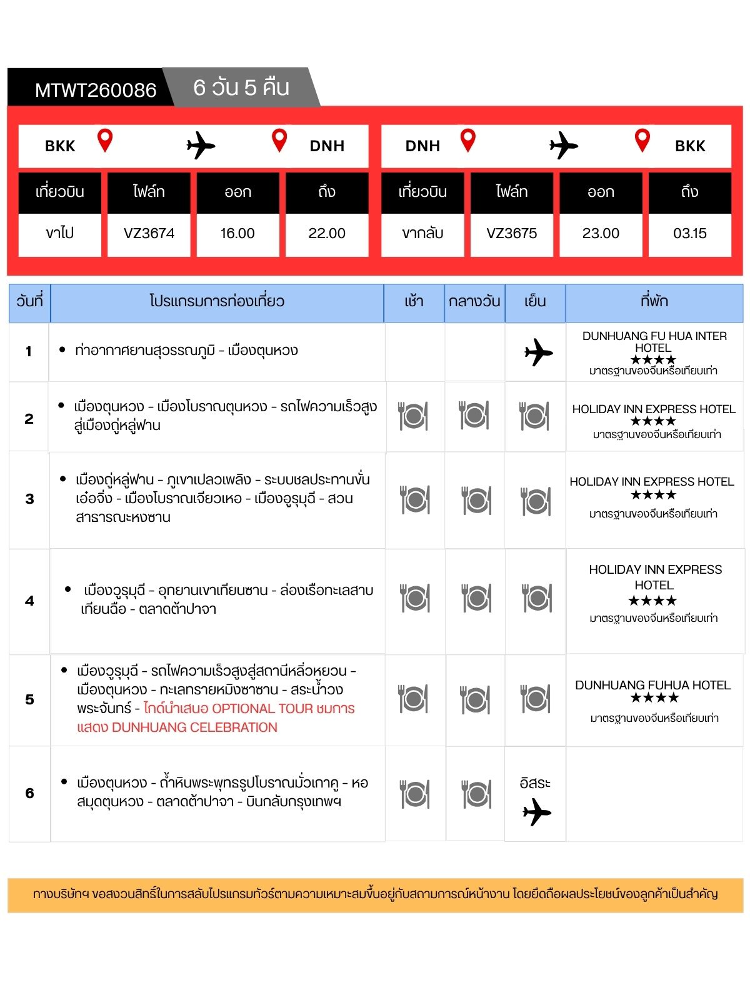 MTWT260086
6 วัน 5 คืน
BKK
DNH
DNH
BKK
เที่ยวบิน
ไฟล์ท
ออก
ถึง
เที่ยวบิน
ไฟล์ท
ออก
ถึง
ขาไป
VZ3674
16.00
22.00
ขากลับ
VZ3675
23.00
03.15
วันที่
โปรแกรมการท่องเที่ยว
เช้า
กลางวัน
เย็น
ที่พัก
1
ท่าอากาศยานสุวรรณภูมิ - เมืองตุนหวง
DUNHUANG FU HUA INTER
HOTEL
★★★★
มาตรฐานของจีนหรือเทียบเท่า
2
เมืองตุนหวง - เมืองโบราณตุนหวง - รถไฟความเร็วสูง
สู่เมืองถู่หลู่ฟาน
HOLIDAY INN EXPRESS HOTEL
★★★★
มาตรฐานของจีนหรือเทียบเท่า
3
เมืองถู่หลู่ฟาน - ภูเขาเปลวเพลิง - ระบบชลประทานขั่น
เอ๋อจิ่ง - เมืองโบราณเจียวเหอ - เมืองอูรุมุฉี - สวน
สาธารณะหงซาน
HOLIDAY INN EXPRESS HOTEL
★★★★
มาตรฐานของจีนหรือเทียบเท่า
4
เมืองวูรุมุฉี - อุทยานเขาเทียนซาน - ล่องเรือทะเลสาบ
เทียนฉือ - ตลาดต้าปาจา
HOLIDAY INN EXPRESS
HOTEL
★★★★
มาตรฐานของจีนหรือเทียบเท่า
5
เมืองวูรุมุฉี - รถไฟความเร็วสูงสู่สถานีหลิ่วหยวน -
เมืองตุนหวง - ทะเลทรายหมิงซาซาน - สระน้ำวง
พระจันทร์ - ไกด์นำเสนอ OPTIONAL TOUR ชมการ
แสดง DUNHUANG CELEBRATION
DUNHUANG FUHUA HOTEL
★★★★
มาตรฐานของจีนหรือเทียบเท่า
6
เมืองตุนหวง - ถ้ำหินพระพุทธรูปโบราณมั่วเกาคู - หอ
สมุดตุนหวง - ตลาดต้าปาจา - บินกลับกรุงเทพฯ
อิสระ
ทางบริษัทฯ ขอสงวนสิทธิ์ในการสลับโปรแกรมทัวร์ตามความเหมาะสมขึ้นอยู่กับสถามการณ์หน้างาน โดยยึดถือผลประโยชน์ของลูกค้าเป็นสำคัญ